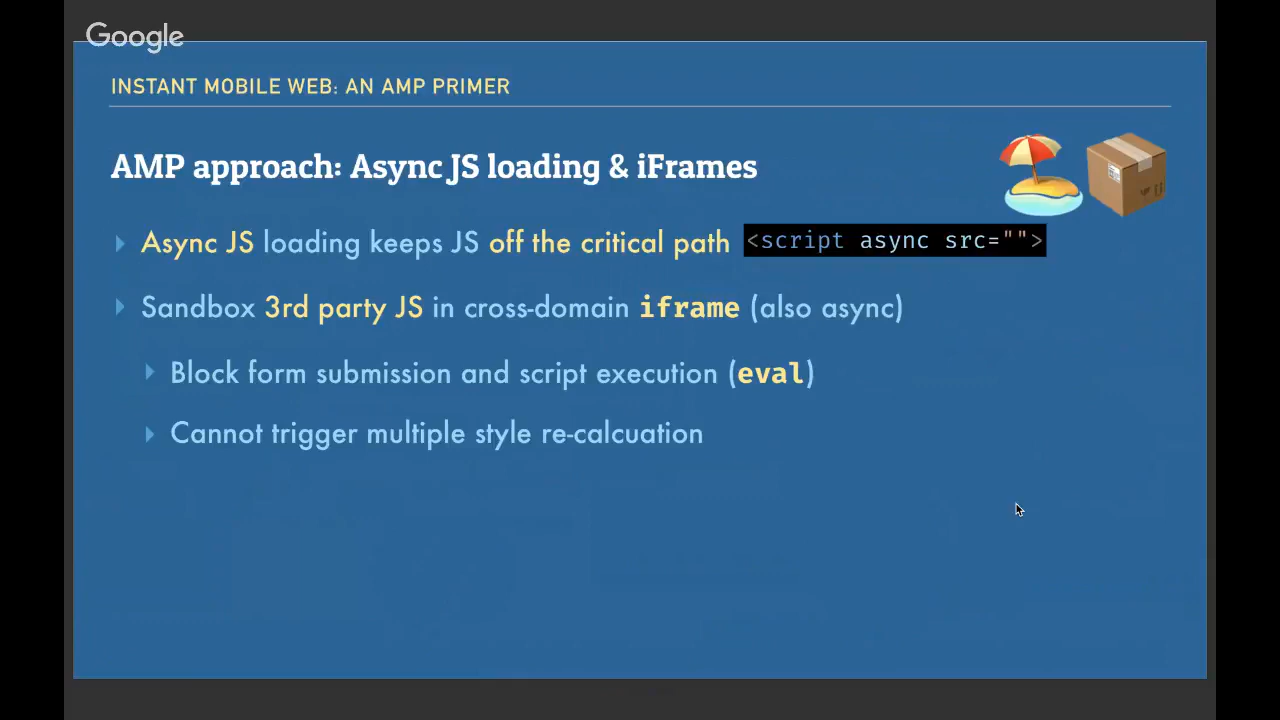 Google
INSTANT MOBILE WEB: AN AMP PRIMER
AMP approach: Async JS loading & iFrames
Async JS loading keeps JS off the critical path <script async src="">
Sandbox 3rd party JS in cross-domain iframe (also async)
Block form submission and script execution (eval)
Cannot trigger multiple style re-calcuation